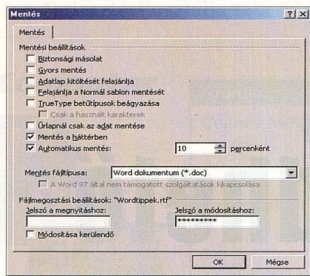 Mentés
Mentés
Mentési beállítások
Biztonsági másolat
Gyors mentés
Adatlap kitöltését felajánlja
Felajánlja a Normál sablon mentését
TrueType betűtípusok beágyazása
Csak a használt karakterek
Űrlapnál csak az adat mentése
Mentés a háttérben
Automatikus mentés: 10 percenként
Mentés fájltípusa: Word dokumentum (*.doc)
A Word 97 által nem támogatott szolgáltatások kikapcsolása
Fájlmegosztási beállítások: "Wordtippek.rtf"
Jelszó a megnyitáshoz: Jelszó a módosításhoz:
*********
Módosítása kerülendő
OK Mégse